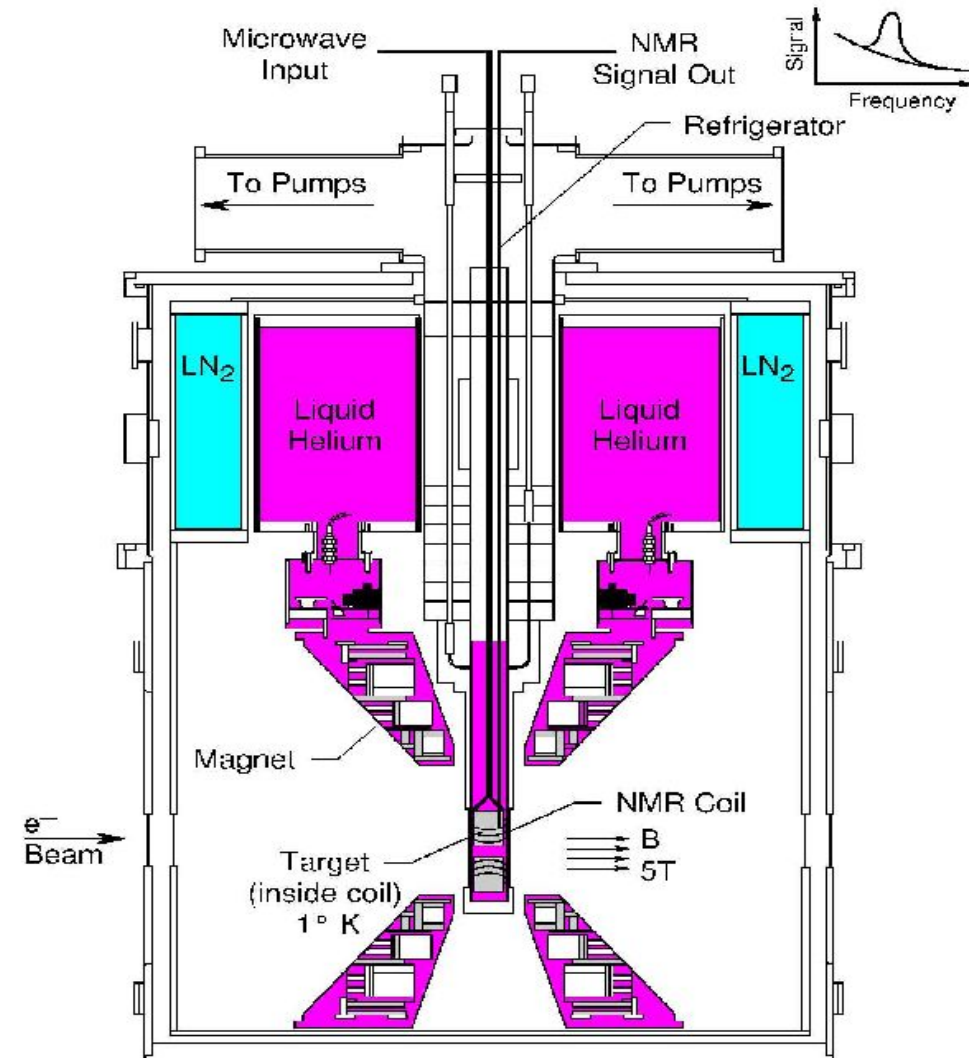 Microwave
Input
NMR
Signal Out
Signal
Frequency
Refrigerator
To Pumps
To Pumps
LN₂
Liquid
Helium
Liquid
Helium
LN₂
Magnet
NMR Coil
e⁻
Beam
Target
(inside coil)
1° K
B
5T